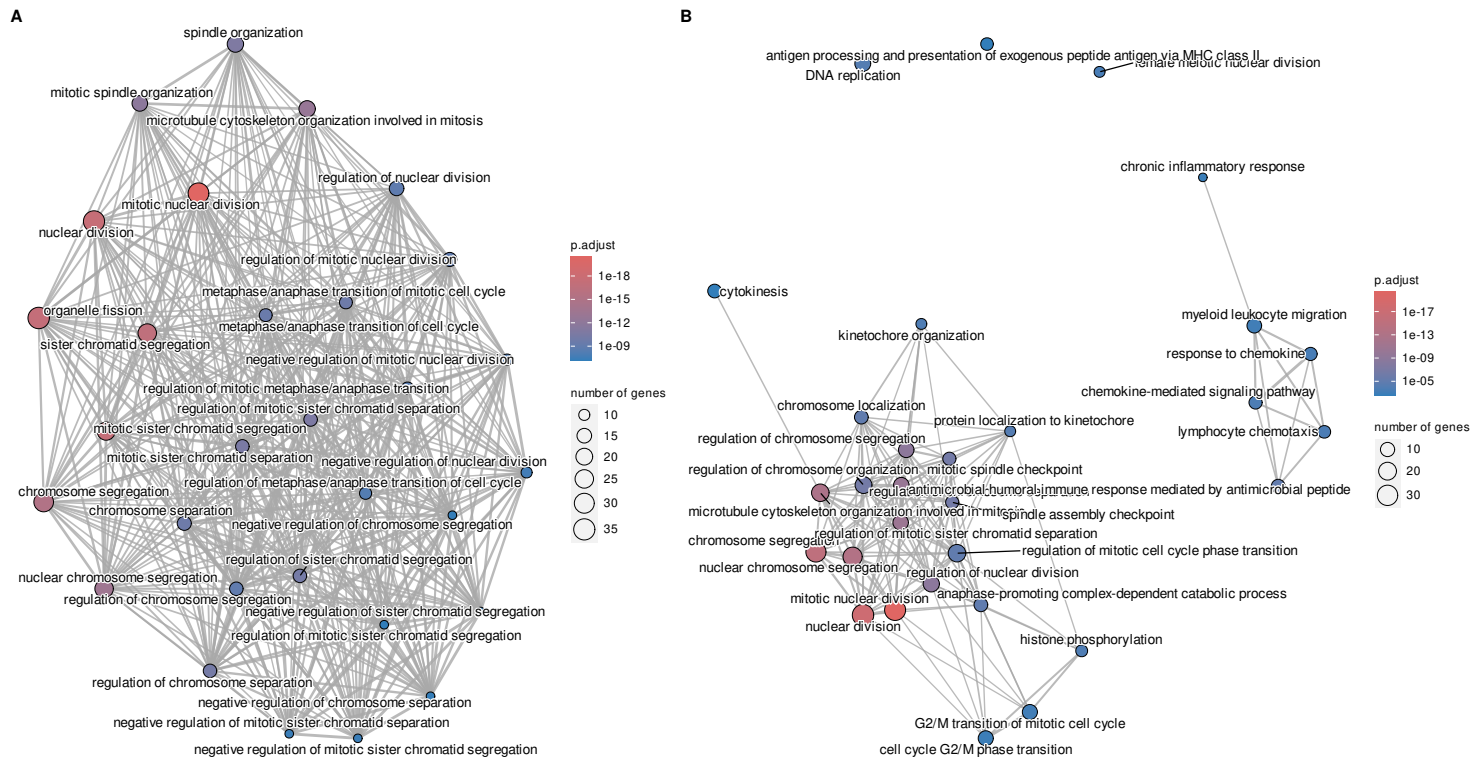 A
spindle organization
mitotic spindle organization
microtubule cytoskeleton organization involved in mitosis
regulation of nuclear division
mitotic nuclear division
nuclear division
regulation of mitotic nuclear division
metaphase/anaphase transition of mitotic cell cycle
organelle fission
metaphase/anaphase transition of cell cycle
sister chromatid segregation
negative regulation of mitotic nuclear division
regulation of mitotic metaphase/anaphase transition
regulation of mitotic sister chromatid separation
mitotic sister chromatid segregation
mitotic sister chromatid separation
negative regulation of nuclear division
regulation of metaphase/anaphase transition of cell cycle
chromosome segregation
chromosome separation
negative regulation of chromosome segregation
regulation of sister chromatid segregation
nuclear chromosome segregation
regulation of chromosome segregation
negative regulation of sister chromatid segregation
regulation of mitotic sister chromatid segregation
regulation of chromosome separation
negative regulation of chromosome separation
negative regulation of mitotic sister chromatid separation
negative regulation of mitotic sister chromatid segregation
p.adjust
1e-18
1e-15
1e-12
1e-09
number of genes
10
15
20
25
30
35
B
antigen processing and presentation of exogenous peptide antigen via MHC class II
female meiotic nuclear division
DNA replication
chronic inflammatory response
cytokinesis
myeloid leukocyte migration
kinetochore organization
response to chemokine
chemokine-mediated signaling pathway
chromosome localization
protein localization to kinetochore
lymphocyte chemotaxis
regulation of chromosome segregation
regulation of chromosome organization
mitotic spindle checkpoint
antimicrobial humoral immune response mediated by antimicrobial peptide
microtubule cytoskeleton organization involved in mitosis
spindle assembly checkpoint
regulation of mitotic sister chromatid separation
chromosome segregation
regulation of mitotic cell cycle phase transition
nuclear chromosome segregation
regulation of nuclear division
anaphase-promoting complex-dependent catabolic process
mitotic nuclear division
nuclear division
histone phosphorylation
G2/M transition of mitotic cell cycle
cell cycle G2/M phase transition
p.adjust
1e-17
1e-13
1e-09
1e-05
number of genes
10
20
30